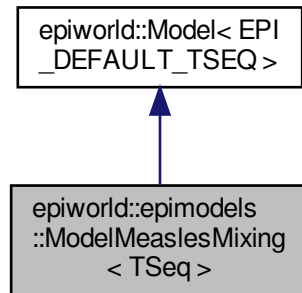 epiworld::Model< EPI
_DEFAULT_TSEQ >
epiworld::epimodels
::ModelMeaslesMixing
< TSeq >